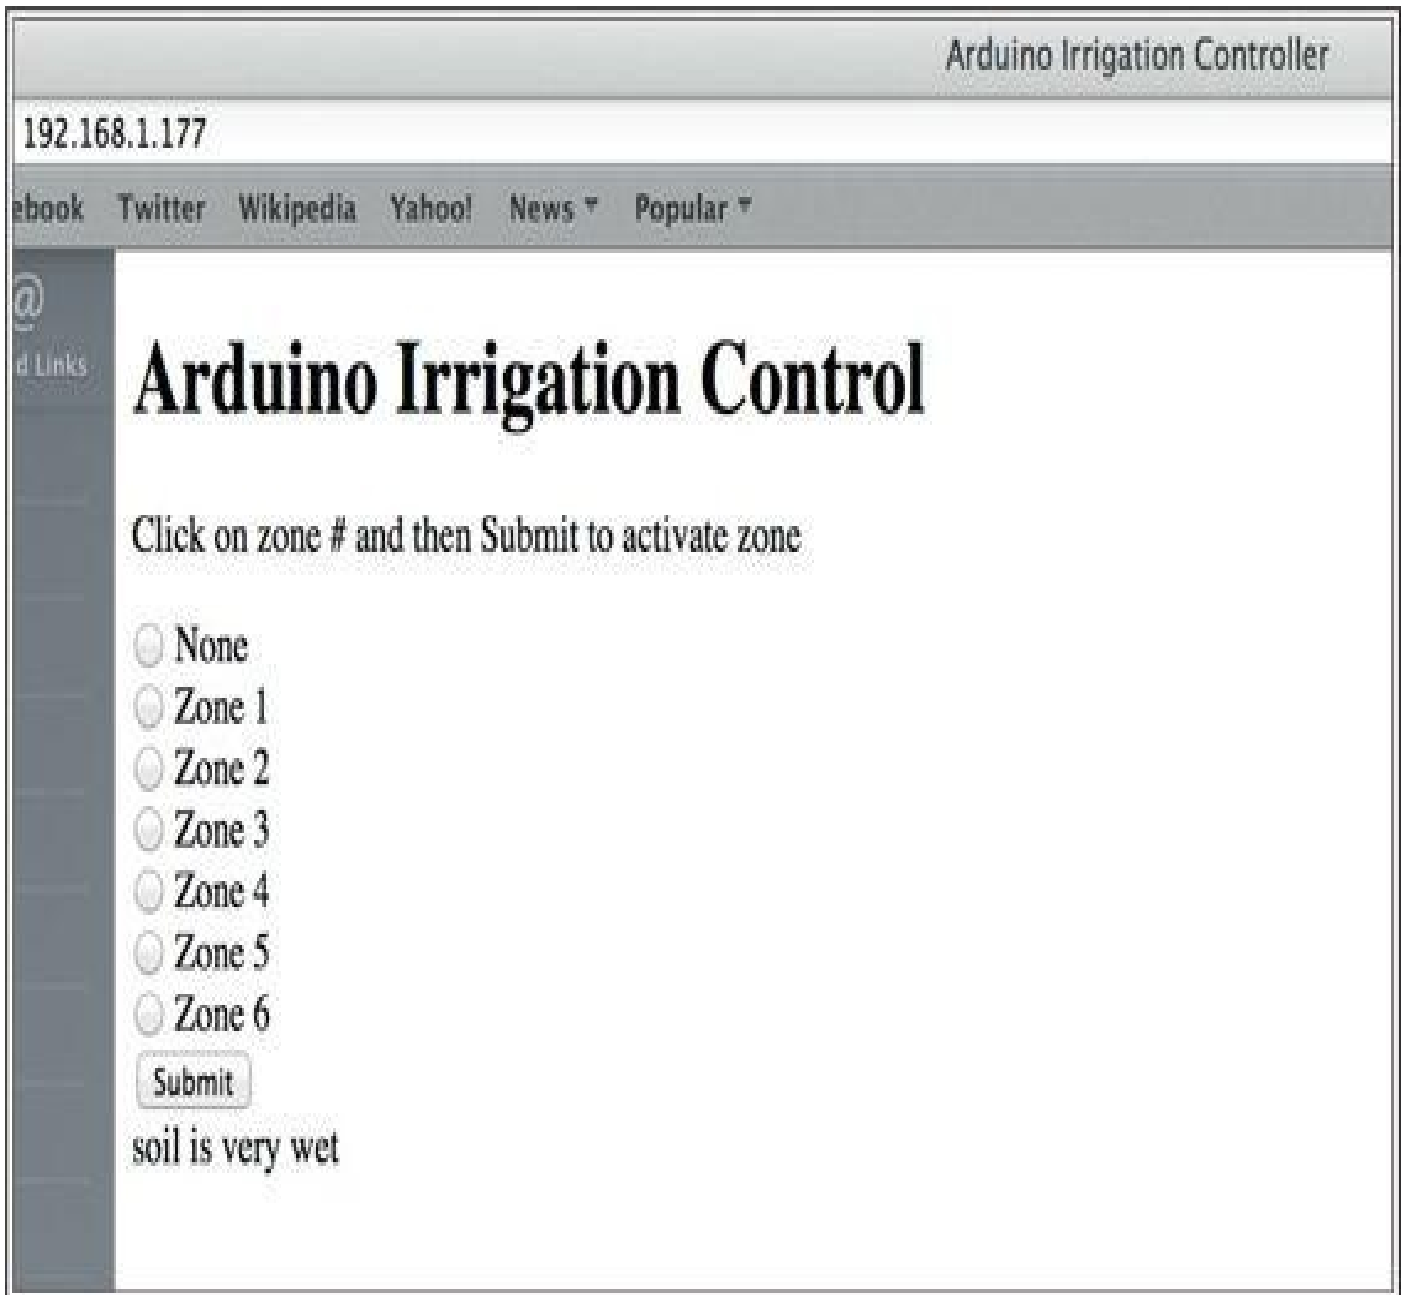 Arduino Irrigation Controller
192.168.1.177
ebook Twitter Wikipedia Yahoo! News Popular
@
d Links
Arduino Irrigation Control
Click on zone # and then Submit to activate zone
None
Zone 1
Zone 2
Zone 3
Zone 4
Zone 5
Zone 6
Submit
soil is very wet